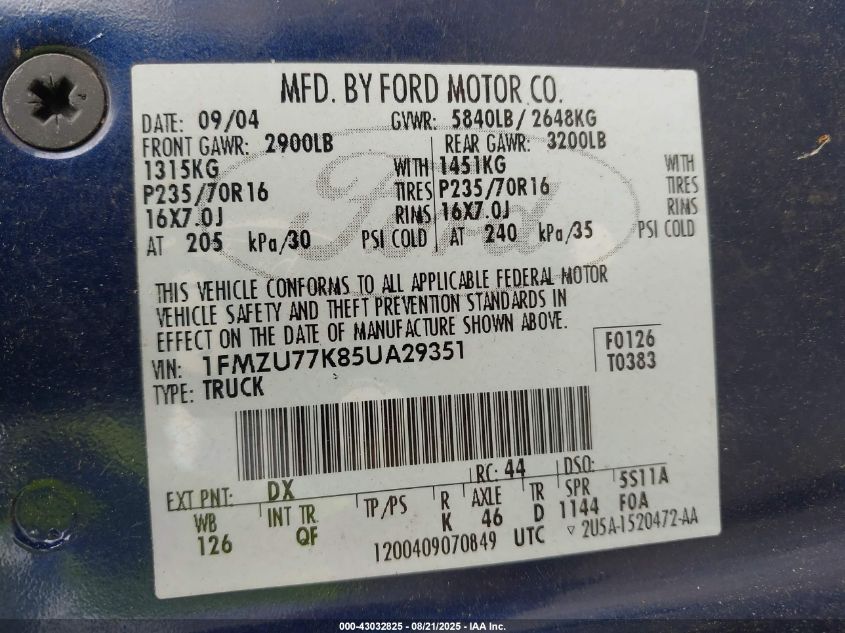 MFD. BY FORD MOTOR CO.
DATE: 09/04 GVWR: 5840LB / 2648KG
FRONT GAWR: 2900LB REAR GAWR: 3200LB
1315KG WITH 1451KG WITH
P235/70R16 TIRES P235/70R16 TIRES
16X7.0J RIMS 16X7.0J RIMS
AT 205 kPa/30 PSI COLD AT 240 kPa/35 PSI COLD
Ford
THIS VEHICLE CONFORMS TO ALL APPLICABLE FEDERAL MOTOR
VEHICLE SAFETY AND THEFT PREVENTION STANDARDS IN
EFFECT ON THE DATE OF MANUFACTURE SHOWN ABOVE.
VIN: 1FMZU77K85UA29351 F0126
TYPE: TRUCK T0383
RC: 44 DSO:
EXT PNT: DX 5S11A
WB INT TR TP/PS R AXLE TR SPR F0A
126 QF K 46 D 1144
1200409070849 UTC ▽ 2U5A-1520472-AA
000-43032825 - 08/21/2025 - IAA Inc.